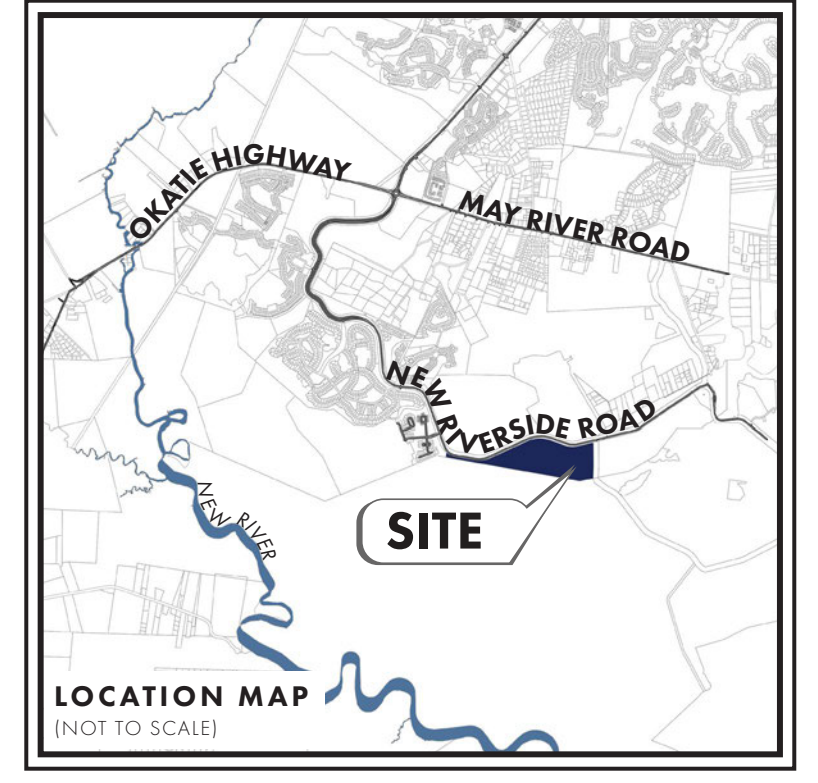 OKATIE HIGHWAY
MAY RIVER ROAD
NEW RIVERSIDE ROAD
SITE
NEW RIVER
LOCATION MAP
(NOT TO SCALE)